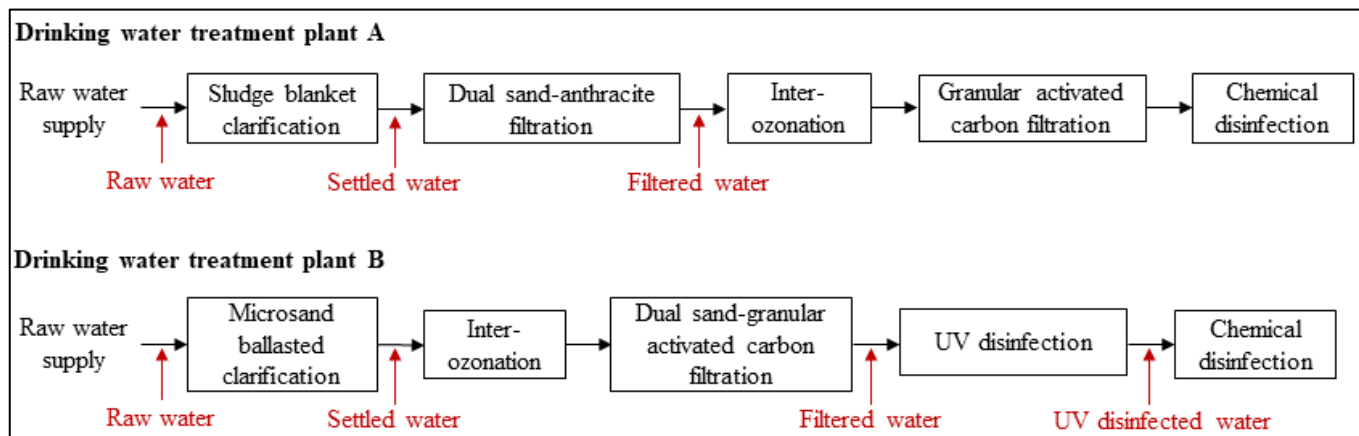 Drinking water treatment plant A
Raw water
supply
Sludge blanket
clarification
Dual sand-anthracite
filtration
Inter-
ozonation
Granular activated
carbon filtration
Chemical
disinfection
Raw water
Settled water
Filtered water
Drinking water treatment plant B
Raw water
supply
Microsand
ballasted
clarification
Inter-
ozonation
Dual sand-granular
activated carbon
filtration
UV disinfection
Chemical
disinfection
Raw water
Settled water
Filtered water
UV disinfected water